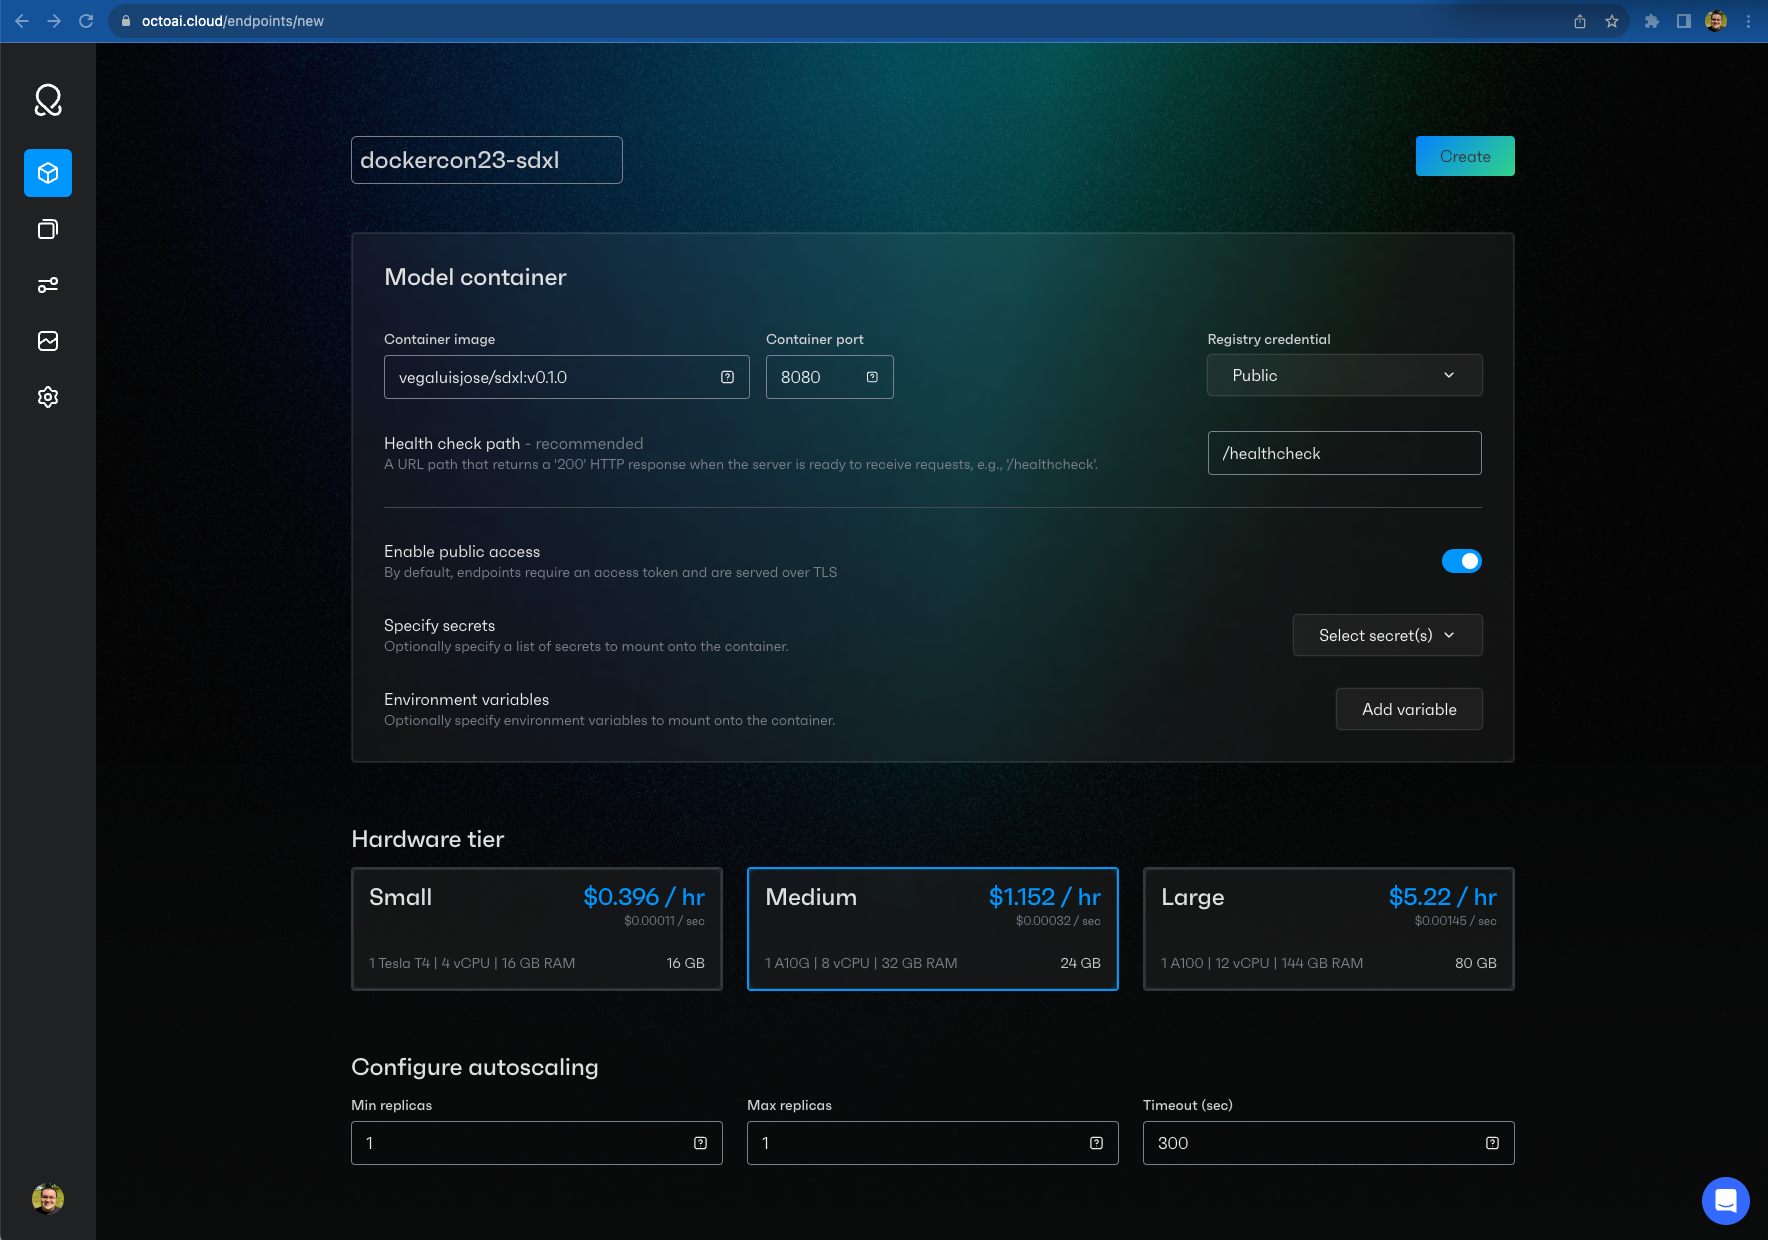 octoai.cloud/endpoints/new
dockercon23-sdxl
Create
Model container
Container image
Container port
Registry credential
vegaluisjose/sdxl:v0.1.0
8080
Public
Health check path - recommended
A URL path that returns a '200' HTTP response when the server is ready to receive requests, e.g., '/healthcheck'.
/healthcheck
Enable public access
By default, endpoints require an access token and are served over TLS
Specify secrets
Optionally specify a list of secrets to mount onto the container.
Select secret(s)
Environment variables
Optionally specify environment variables to mount onto the container.
Add variable
Hardware tier
Small
$0.396 / hr
$0.00011 / sec
1 Tesla T4 | 4 vCPU | 16 GB RAM
16 GB
Medium
$1.152 / hr
$0.00032 / sec
1 A10G | 8 vCPU | 32 GB RAM
24 GB
Large
$5.22 / hr
$0.00145 / sec
1 A100 | 12 vCPU | 144 GB RAM
80 GB
Configure autoscaling
Min replicas
Max replicas
Timeout (sec)
1
1
300